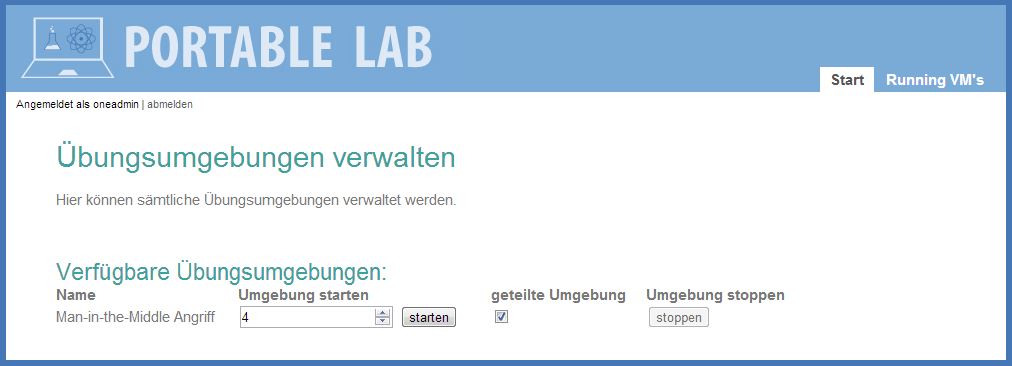 PORTABLE LAB
Start Running VM's
Angemeldet als oneadmin | abmelden
Übungsumgebungen verwalten
Hier können sämtliche Übungsumgebungen verwaltet werden.
Verfügbare Übungsumgebungen:
Name Umgebung starten geteilte Umgebung Umgebung stoppen
Man-in-the-Middle Angriff 4 starten stoppen